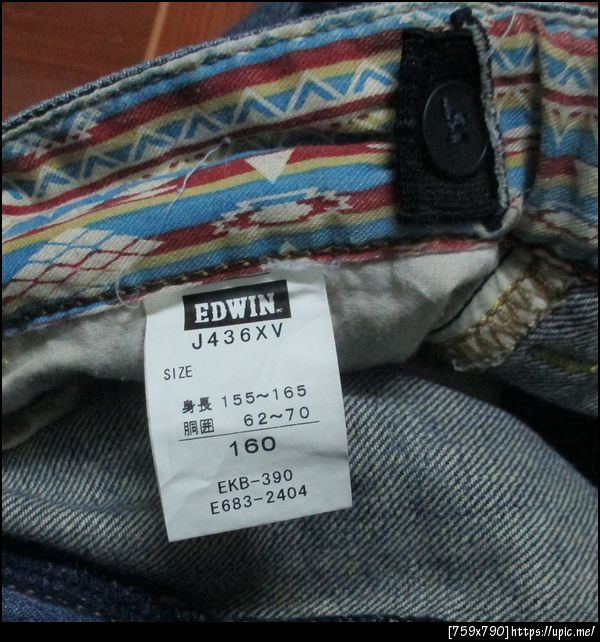 EDWIN
J436XV
SIZE
身長 155～165
胴囲 62～70
160
EKB-390
E683-2404
[759x790]https://upic.me/